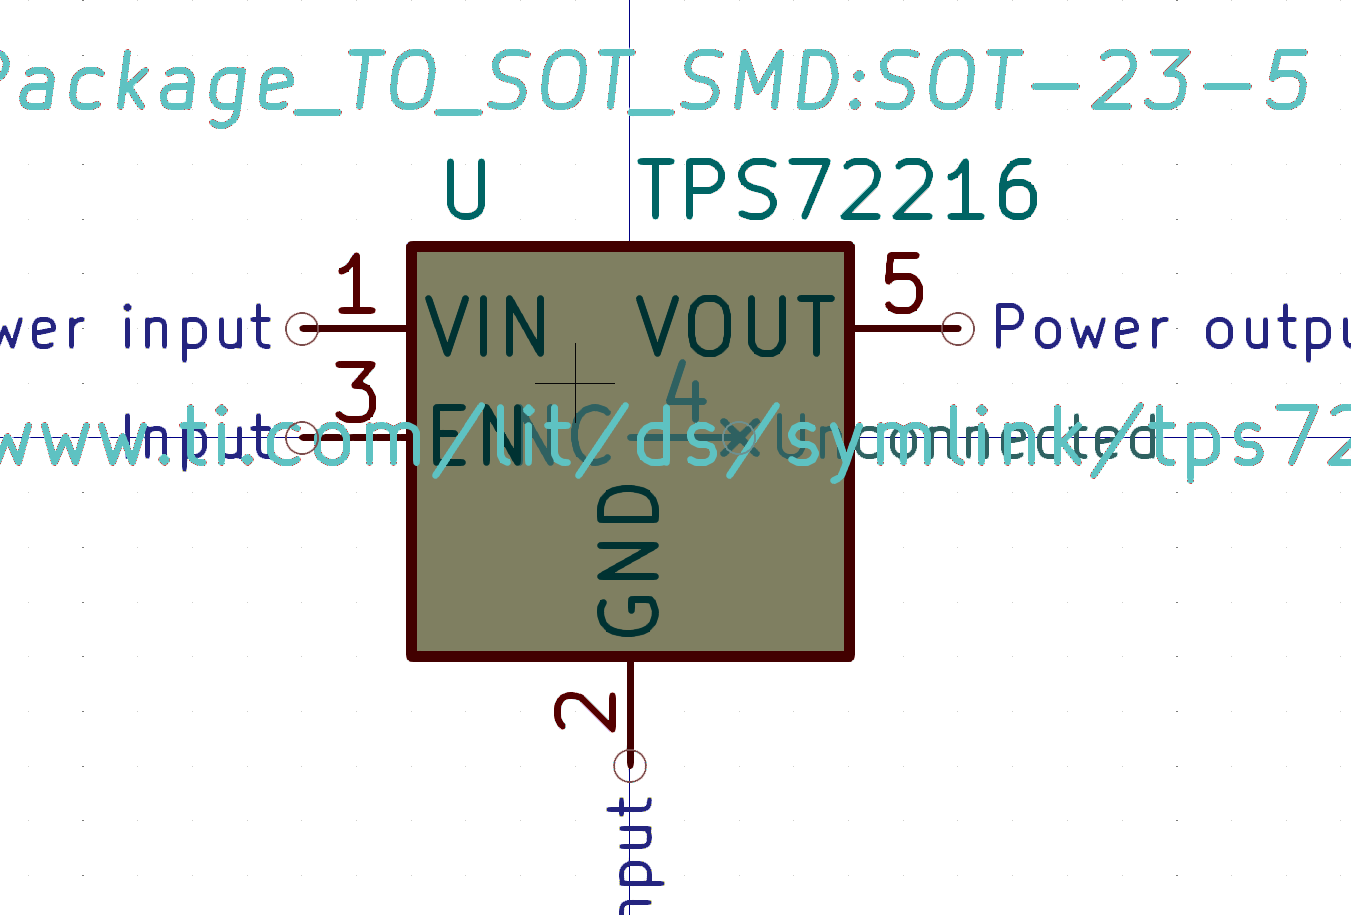 Package_TO_SOT_SMD:SOT-23-5
U TPS72216
1 5
wer input VIN VOUT Power outpu
3 4
Input EN NC Unconnected
www.ti.com/lit/ds/symlink/tps72
GND
2
nput